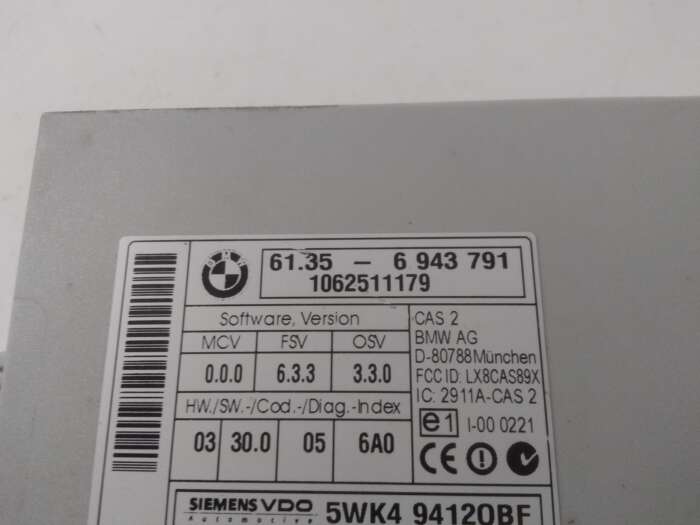 BMW
61.35 – 6 943 791
1062511179
Software, Version
MCV FSV OSV
0.0.0 6.3.3 3.3.0
HW./SW.-/Cod.-/Diag.-Index
03 30.0 05 6A0
CAS 2
BMW AG
D-80788 München
FCC ID: LX8CAS89X
IC: 2911A-CAS 2
e1 I-00 0221
CE
SIEMENS VDO 5WK4 94120BF
Automotive